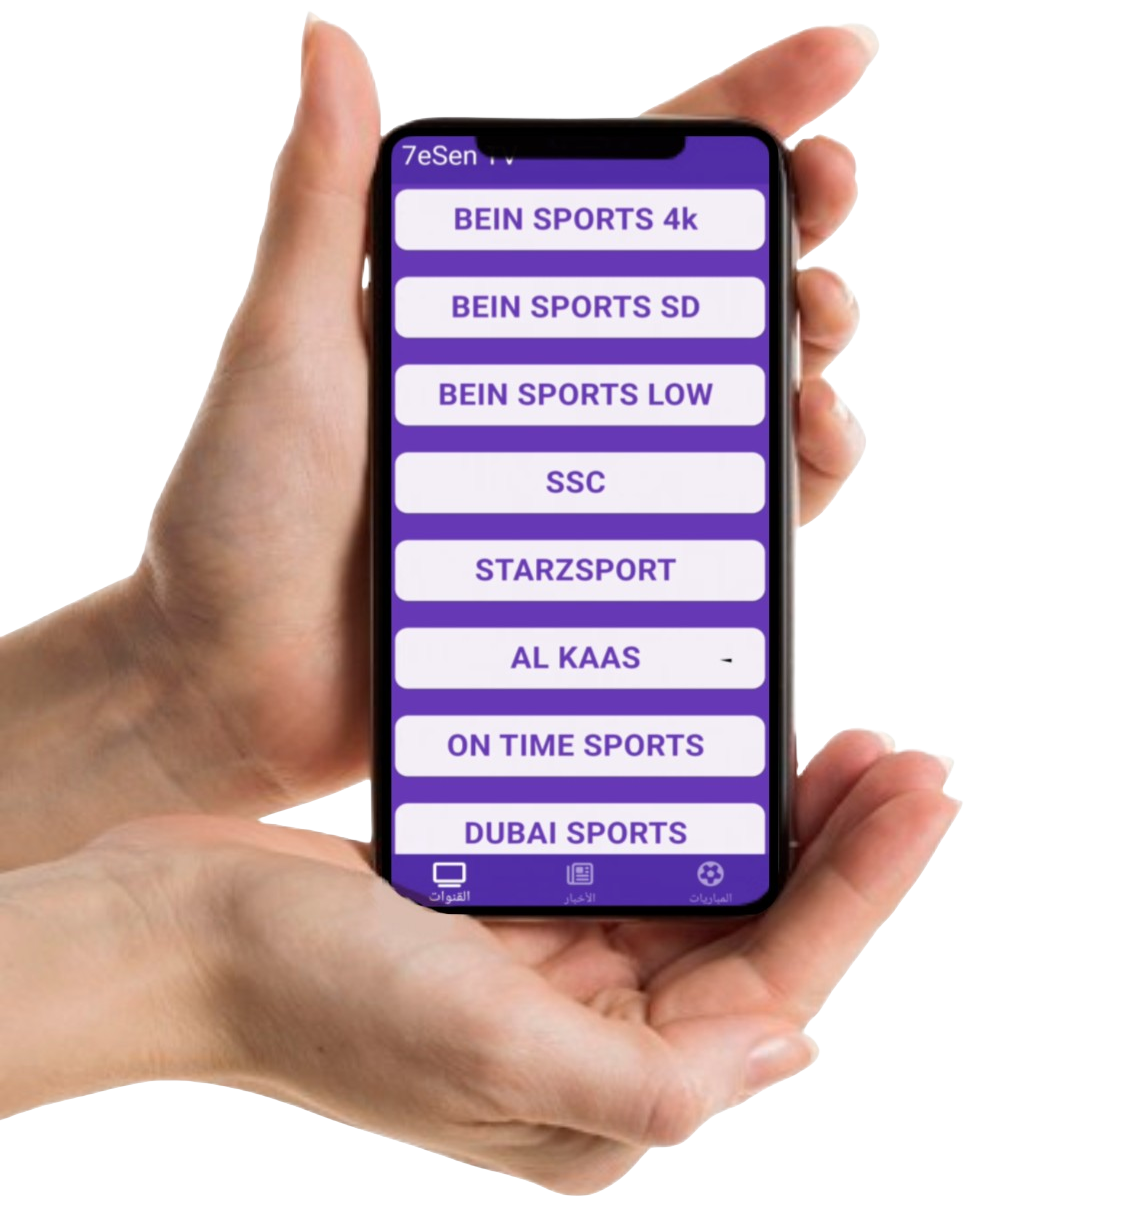 7eSen TV
BEIN SPORTS 4k
BEIN SPORTS SD
BEIN SPORTS LOW
SSC
STARZSPORT
AL KAAS
ON TIME SPORTS
DUBAI SPORTS
القنوات الأخبار المباريات